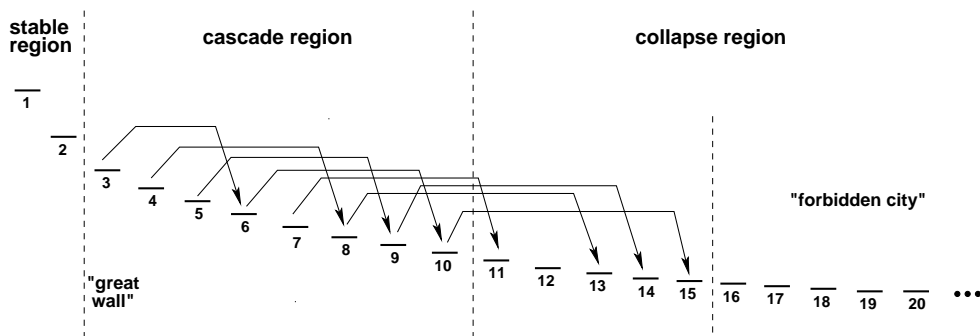 stable
region
cascade region
collapse region
1
2
3
4
5
6
7
8
9
10
11
12
13
14
15
16
17
18
19
20
"forbidden city"
"great
wall"